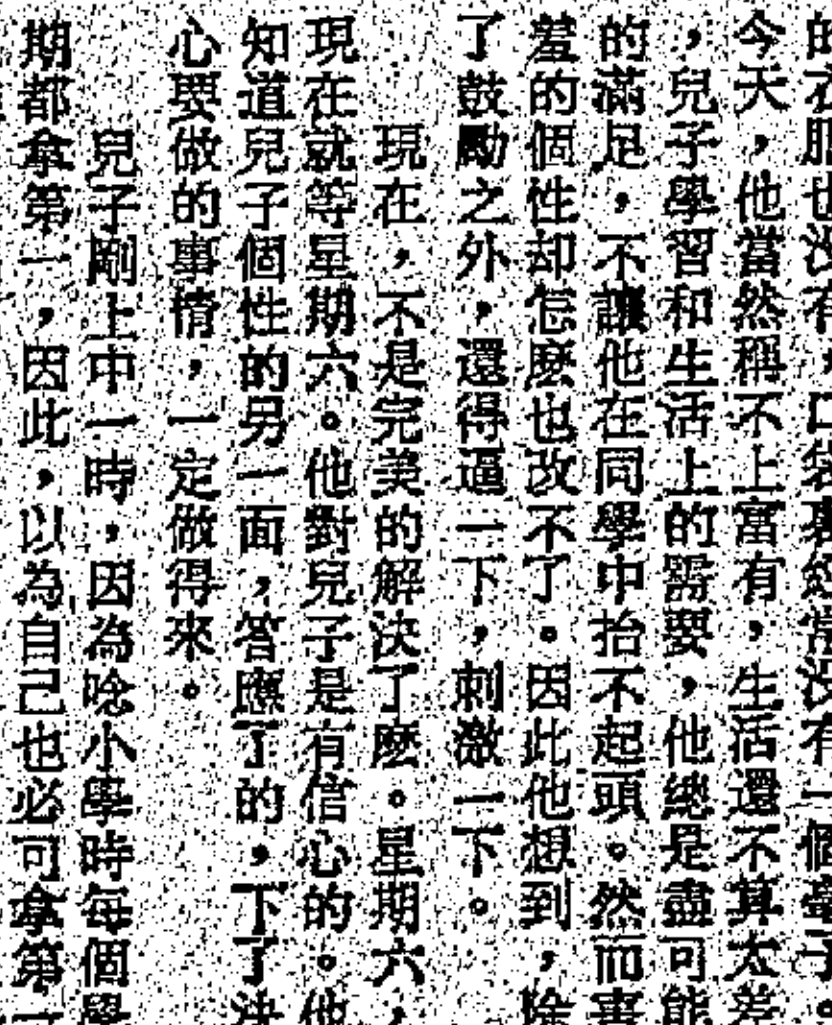 的衣服也没有，口袋裏經常没有一個毫子。
今天，他當然稱不上富有，生活還不算太差
，兒子學習和生活上的需要，他總是盡可能
的滿足，不讓他在同學中抬不起頭。然而害
羞的個性却怎麽也改不了。因此他想到，除
了鼓勵之外，還得逼一下，刺激一下。
現在，不是完美的解決了麽。星期六，
現在就等星期六。他對兒子是有信心的。他
知道兒子個性的另一面，答應了的，下了決
心要做的事情，一定做得來。
兒子剛上中一時，因為唸小學時每個學
期都拿第一，因此，以為自己也必可拿第一